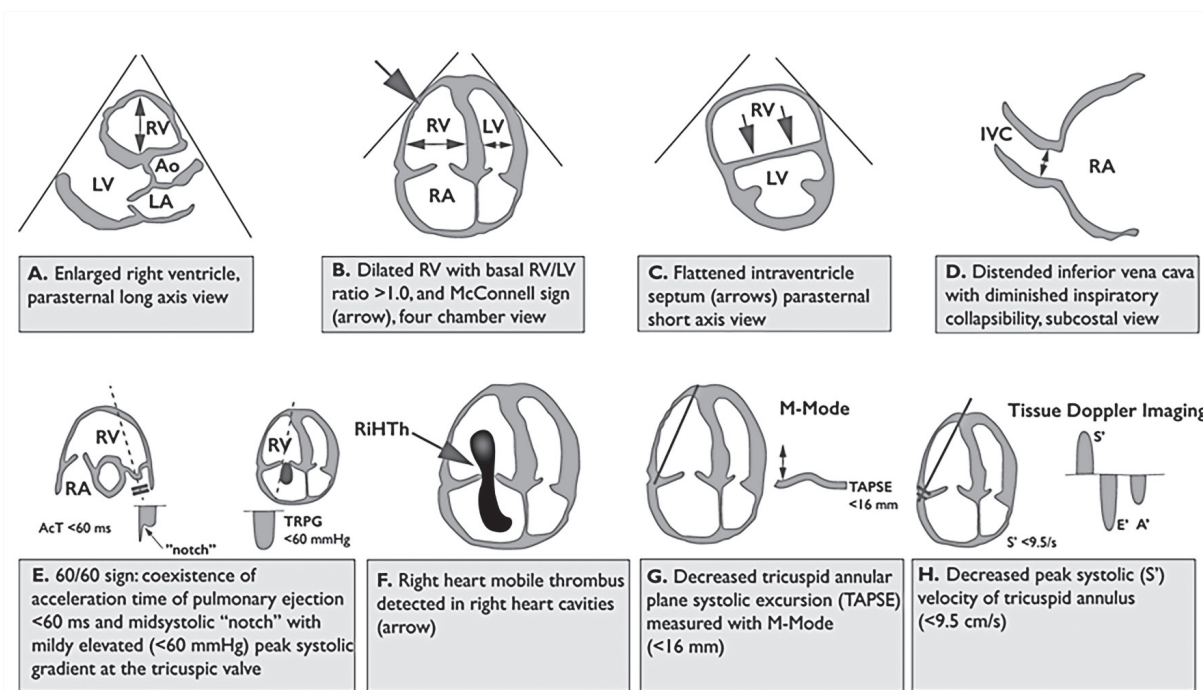 RV
Ao
LV
LA
A. Enlarged right ventricle,
parasternal long axis view
RV
LV
RA
B. Dilated RV with basal RV/LV
ratio >1.0, and McConnell sign
(arrow), four chamber view
RV
LV
C. Flattened intraventricle
septum (arrows) parasternal
short axis view
IVC
RA
D. Distended inferior vena cava
with diminished inspiratory
collapsibility, subcostal view
RV
RA
AcT <60 ms
"notch"
RV
TRPG
<60 mmHg
E. 60/60 sign: coexistence of
acceleration time of pulmonary ejection
<60 ms and midsystolic "notch" with
mildy elevated (<60 mmHg) peak systolic
gradient at the tricuspic valve
RiHTh
F. Right heart mobile thrombus
detected in right heart cavities
(arrow)
M-Mode
TAPSE
<16 mm
G. Decreased tricuspid annular
plane systolic excursion (TAPSE)
measured with M-Mode
(<16 mm)
Tissue Doppler Imaging
S'
E' A'
S' <9.5/s
H. Decreased peak systolic (S')
velocity of tricuspid annulus
(<9.5 cm/s)